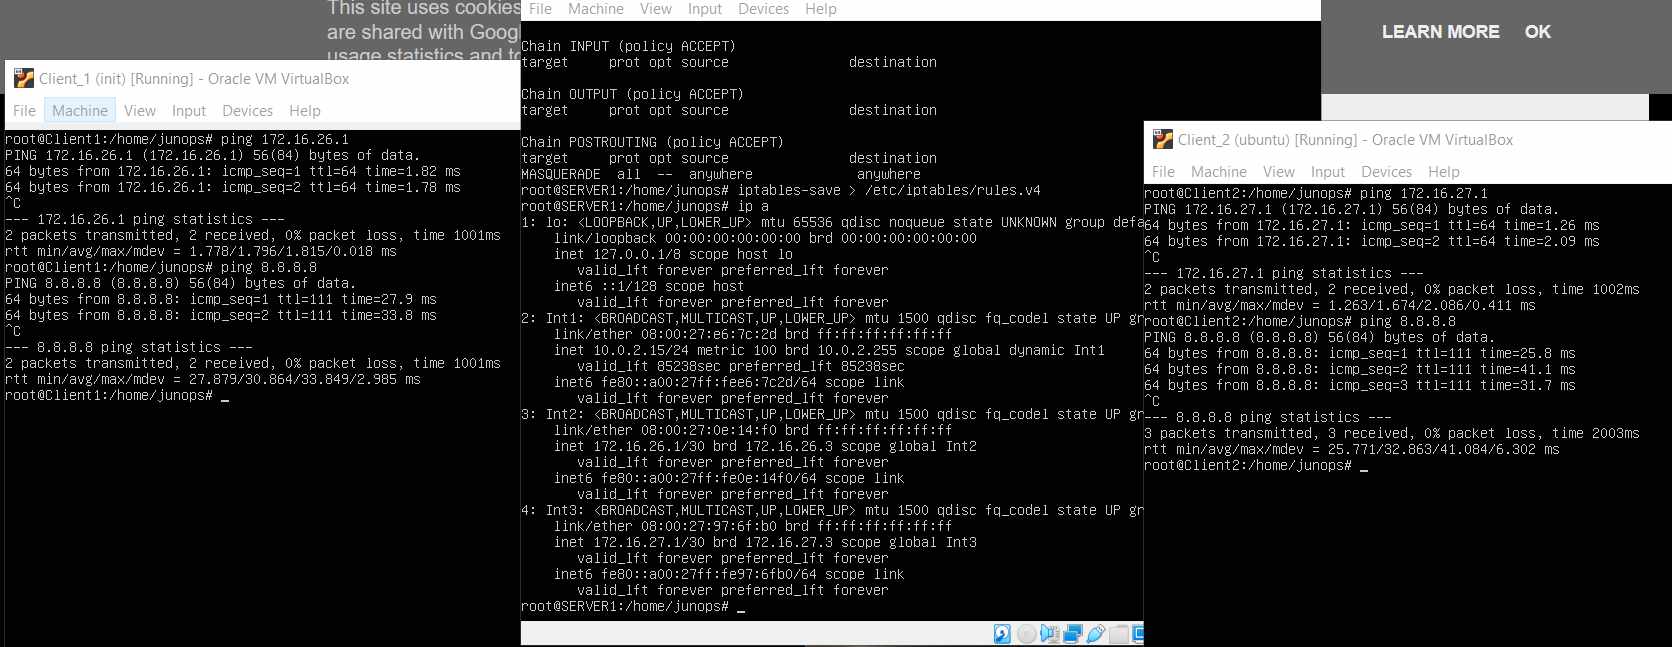 This site uses cookies
are shared with Goog
usage statistics and to
LEARN MORE OK
Client_1 (init) [Running] - Oracle VM VirtualBox
File Machine View Input Devices Help
root@Client1:/home/junops# ping 172.16.26.1
PING 172.16.26.1 (172.16.26.1) 56(84) bytes of data.
64 bytes from 172.16.26.1: icmp_seq=1 ttl=64 time=1.82 ms
64 bytes from 172.16.26.1: icmp_seq=2 ttl=64 time=1.78 ms
^C
--- 172.16.26.1 ping statistics ---
2 packets transmitted, 2 received, 0% packet loss, time 1001ms
rtt min/avg/max/mdev = 1.778/1.796/1.815/0.018 ms
root@Client1:/home/junops# ping 8.8.8.8
PING 8.8.8.8 (8.8.8.8) 56(84) bytes of data.
64 bytes from 8.8.8.8: icmp_seq=1 ttl=111 time=27.9 ms
64 bytes from 8.8.8.8: icmp_seq=2 ttl=111 time=33.8 ms
^C
--- 8.8.8.8 ping statistics ---
2 packets transmitted, 2 received, 0% packet loss, time 1001ms
rtt min/avg/max/mdev = 27.879/30.864/33.849/2.985 ms
root@Client1:/home/junops# _
File Machine View Input Devices Help
Chain INPUT (policy ACCEPT)
target prot opt source destination
Chain OUTPUT (policy ACCEPT)
target prot opt source destination
Chain POSTROUTING (policy ACCEPT)
target prot opt source destination
MASQUERADE all -- anywhere anywhere
root@SERVER1:/home/junops# iptables-save > /etc/iptables/rules.v4
root@SERVER1:/home/junops# ip a
1: lo: <LOOPBACK,UP,LOWER_UP> mtu 65536 qdisc noqueue state UNKNOWN group defa
link/loopback 00:00:00:00:00:00 brd 00:00:00:00:00:00
inet 127.0.0.1/8 scope host lo
valid_lft forever preferred_lft forever
inet6 ::1/128 scope host
valid_lft forever preferred_lft forever
2: Int1: <BROADCAST,MULTICAST,UP,LOWER_UP> mtu 1500 qdisc fq_codel state UP gr
link/ether 08:00:27:e6:7c:2d brd ff:ff:ff:ff:ff:ff
inet 10.0.2.15/24 metric 100 brd 10.0.2.255 scope global dynamic Int1
valid_lft 85238sec preferred_lft 85238sec
inet6 fe80::a00:27ff:fee6:7c2d/64 scope link
valid_lft forever preferred_lft forever
3: Int2: <BROADCAST,MULTICAST,UP,LOWER_UP> mtu 1500 qdisc fq_codel state UP gr
link/ether 08:00:27:0e:14:f0 brd ff:ff:ff:ff:ff:ff
inet 172.16.26.1/30 brd 172.16.26.3 scope global Int2
valid_lft forever preferred_lft forever
inet6 fe80::a00:27ff:fe0e:14f0/64 scope link
valid_lft forever preferred_lft forever
4: Int3: <BROADCAST,MULTICAST,UP,LOWER_UP> mtu 1500 qdisc fq_codel state UP gr
link/ether 08:00:27:97:6f:b0 brd ff:ff:ff:ff:ff:ff
inet 172.16.27.1/30 brd 172.16.27.3 scope global Int3
valid_lft forever preferred_lft forever
inet6 fe80::a00:27ff:fe97:6fb0/64 scope link
valid_lft forever preferred_lft forever
root@SERVER1:/home/junops# _
Client_2 (ubuntu) [Running] - Oracle VM VirtualBox
File Machine View Input Devices Help
root@Client2:/home/junops# ping 172.16.27.1
PING 172.16.27.1 (172.16.27.1) 56(84) bytes of data.
64 bytes from 172.16.27.1: icmp_seq=1 ttl=64 time=1.26 ms
64 bytes from 172.16.27.1: icmp_seq=2 ttl=64 time=2.09 ms
^C
--- 172.16.27.1 ping statistics ---
2 packets transmitted, 2 received, 0% packet loss, time 1002ms
rtt min/avg/max/mdev = 1.263/1.674/2.086/0.411 ms
root@Client2:/home/junops# ping 8.8.8.8
PING 8.8.8.8 (8.8.8.8) 56(84) bytes of data.
64 bytes from 8.8.8.8: icmp_seq=1 ttl=111 time=25.8 ms
64 bytes from 8.8.8.8: icmp_seq=2 ttl=111 time=41.1 ms
64 bytes from 8.8.8.8: icmp_seq=3 ttl=111 time=31.7 ms
^C
--- 8.8.8.8 ping statistics ---
3 packets transmitted, 3 received, 0% packet loss, time 2003ms
rtt min/avg/max/mdev = 25.771/32.863/41.084/6.302 ms
root@Client2:/home/junops# _